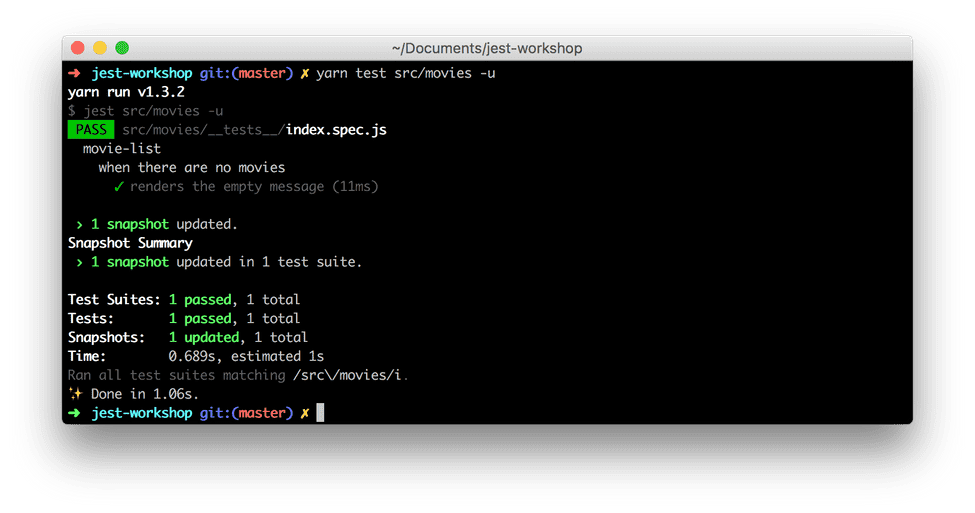 ~/Documents/jest-workshop
➜ jest-workshop git:(master) ✗ yarn test src/movies -u
yarn run v1.3.2
$ jest src/movies -u
PASS src/movies/__tests__/index.spec.js
movie-list
when there are no movies
✓ renders the empty message (11ms)
› 1 snapshot updated.
Snapshot Summary
› 1 snapshot updated in 1 test suite.
Test Suites: 1 passed, 1 total
Tests: 1 passed, 1 total
Snapshots: 1 updated, 1 total
Time: 0.689s, estimated 1s
Ran all test suites matching /src\/movies/i.
✨ Done in 1.06s.
➜ jest-workshop git:(master) ✗